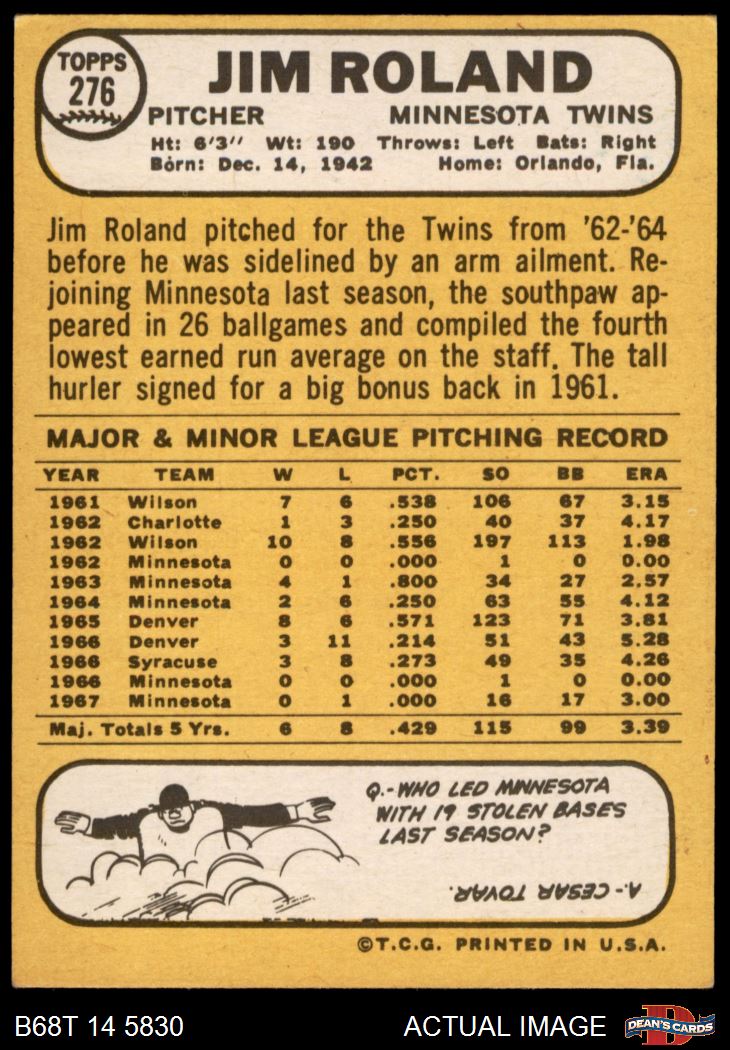 TOPPS
276
JIM ROLAND
PITCHER MINNESOTA TWINS
Ht: 6'3" Wt: 190 Throws: Left Bats: Right
Born: Dec. 14, 1942 Home: Orlando, Fla.
Jim Roland pitched for the Twins from '62-'64
before he was sidelined by an arm ailment. Re-
joining Minnesota last season, the southpaw ap-
peared in 26 ballgames and compiled the fourth
lowest earned run average on the staff. The tall
hurler signed for a big bonus back in 1961.
MAJOR & MINOR LEAGUE PITCHING RECORD
YEAR TEAM W L PCT. SO BB ERA
1961 Wilson 7 6 .538 106 67 3.15
1962 Charlotte 1 3 .250 40 37 4.17
1962 Wilson 10 8 .556 197 113 1.98
1962 Minnesota 0 0 .000 1 0 0.00
1963 Minnesota 4 1 .800 34 27 2.57
1964 Minnesota 2 6 .250 63 55 4.12
1965 Denver 8 6 .571 123 71 3.81
1966 Denver 3 11 .214 51 43 5.28
1966 Syracuse 3 8 .273 49 35 4.26
1966 Minnesota 0 0 .000 1 0 0.00
1967 Minnesota 0 1 .000 16 17 3.00
Maj. Totals 5 Yrs. 6 8 .429 115 99 3.39
Q.-WHO LED MINNESOTA
WITH 19 STOLEN BASES
LAST SEASON?
A.-CESAR TOVAR.
©T.C.G. PRINTED IN U.S.A.
B68T 14 5830 ACTUAL IMAGE D DEAN'S CARDS